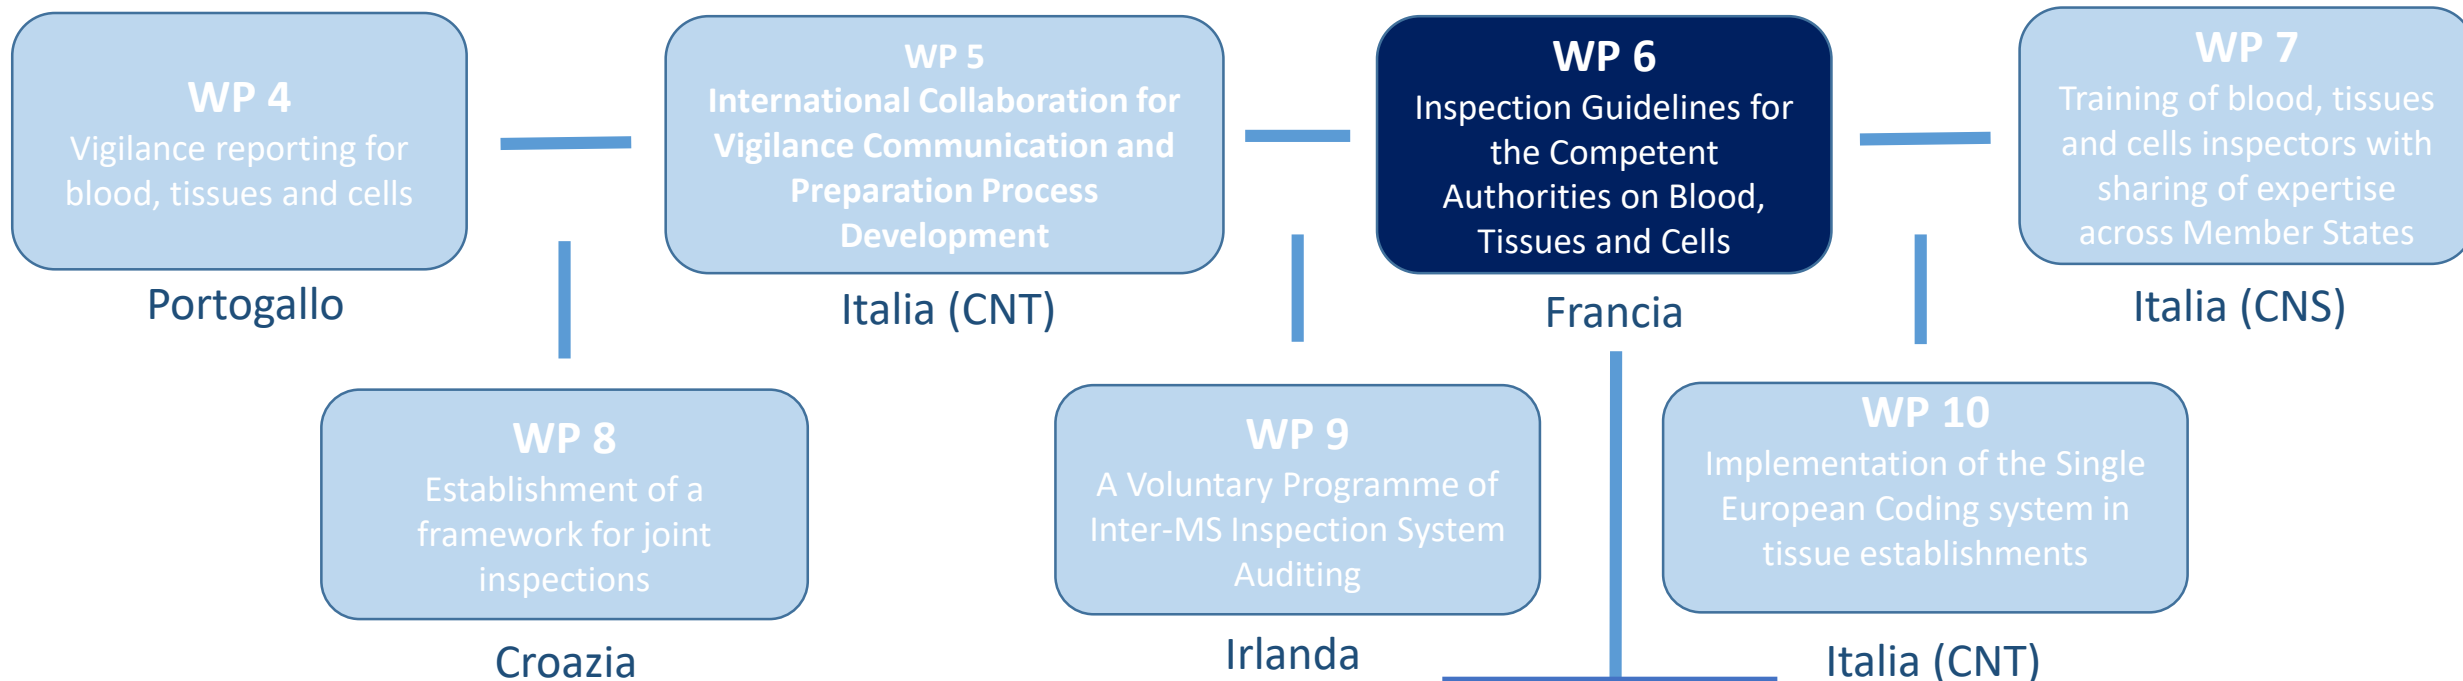 WP 4
Vigilance reporting for
blood, tissues and cells
Portogallo
WP 5
International Collaboration for
Vigilance Communication and
Preparation Process
Development
Italia (CNT)
WP 6
Inspection Guidelines for
the Competent
Authorities on Blood,
Tissues and Cells
Francia
WP 7
Training of blood, tissues
and cells inspectors with
sharing of expertise
across Member States
Italia (CNS)
WP 8
Establishment of a
framework for joint
inspections
Croazia
WP 9
A Voluntary Programme of
Inter-MS Inspection System
Auditing
Irlanda
WP 10
Implementation of the Single
European Coding system in
tissue establishments
Italia (CNT)